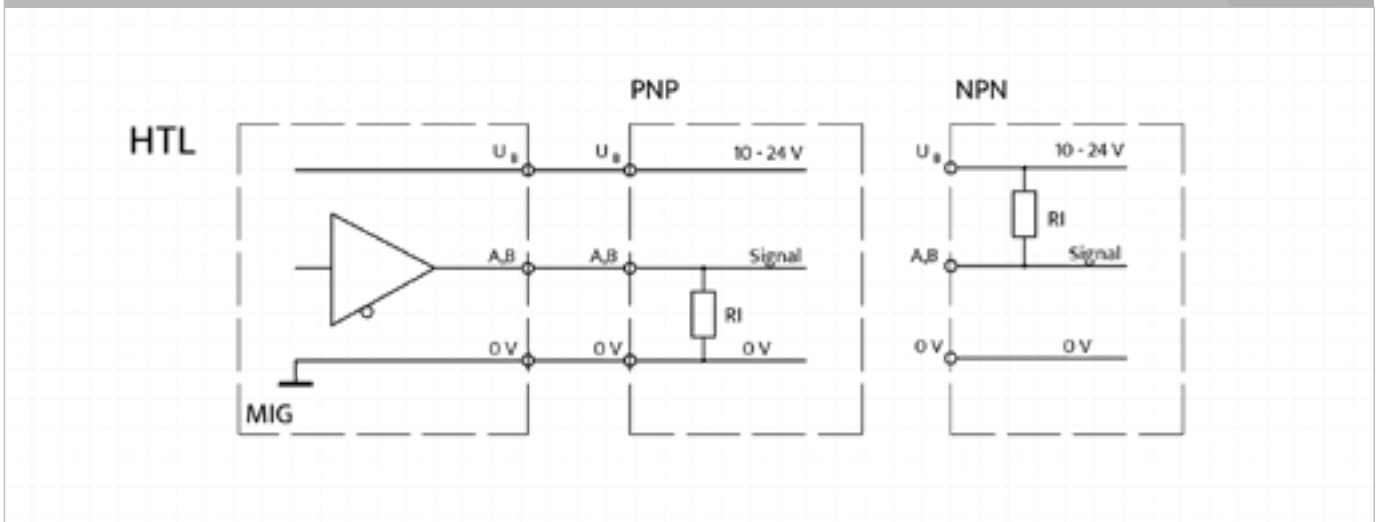 PNP NPN
HTL
U B U B 10 - 24 V U B 10 - 24 V
RI
A,B A,B Signal A,B Signal
RI
0 V 0 V 0 V 0 V 0 V
MIG